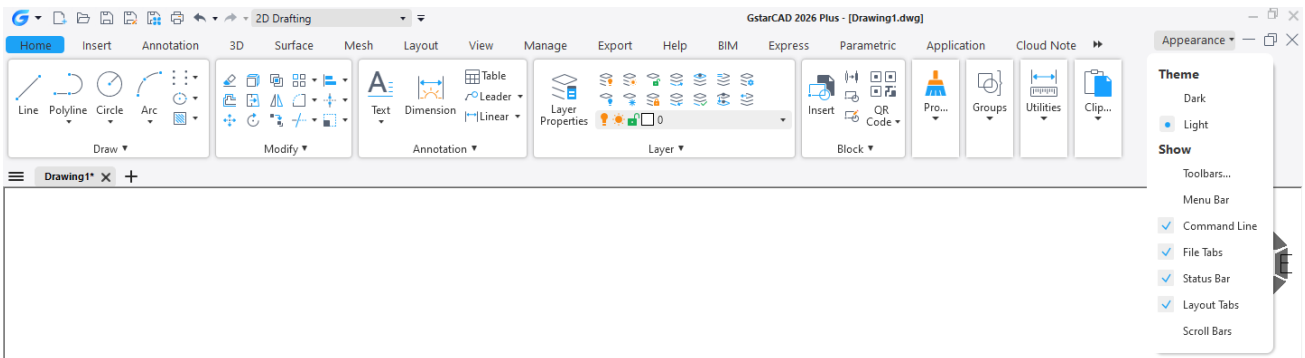 2D Drafting
GstarCAD 2026 Plus - [Drawing1.dwg]
Home Insert Annotation 3D Surface Mesh Layout View Manage Export Help BIM Express Parametric Application Cloud Note Appearance
Line Polyline Circle Arc
Draw
Modify
Text Dimension
Table
Leader
Linear
Annotation
Layer Properties
0
Layer
Insert
QR Code
Block
Pro...
Groups
Utilities
Clip...
Drawing1*
Theme
Dark
Light
Show
Toolbars...
Menu Bar
Command Line
File Tabs
Status Bar
Layout Tabs
Scroll Bars
E